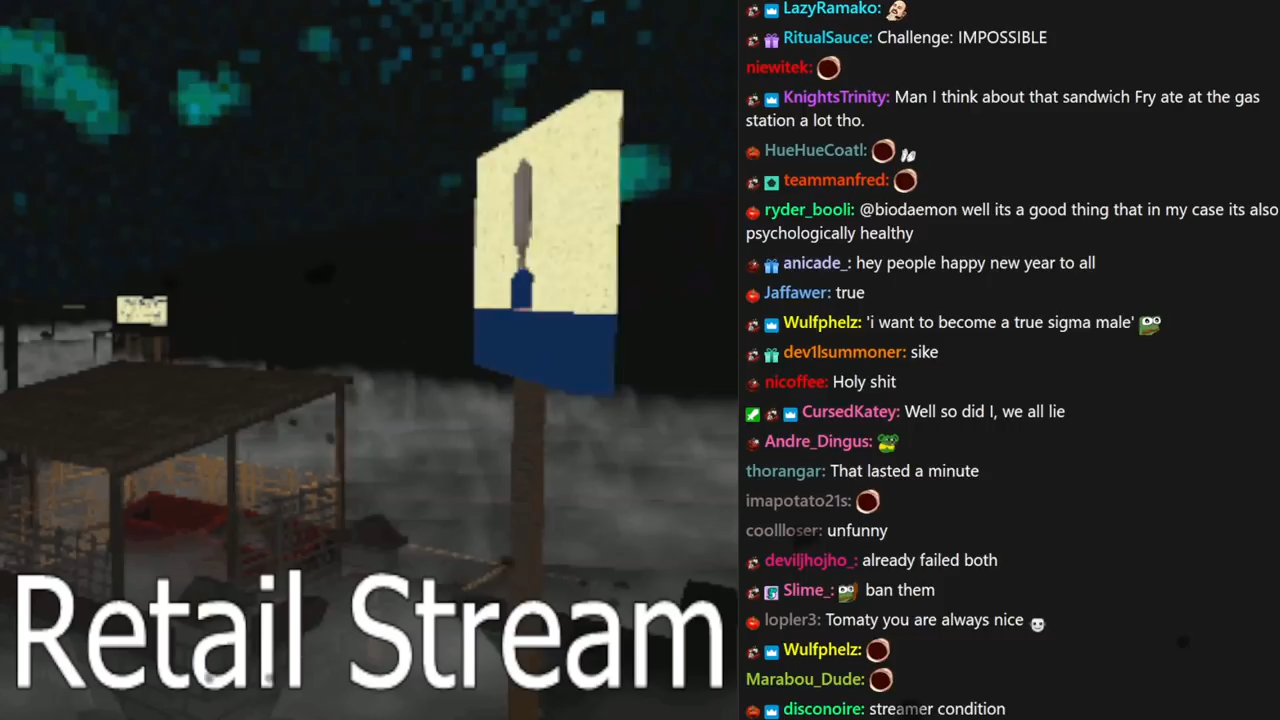 LazyRamako:
RitualSauce: Challenge: IMPOSSIBLE
niewitek:
KnightsTrinity: Man I think about that sandwich Fry ate at the gas
station a lot tho.
HueHueCoatl:
teammanfred:
ryder_booli: @biodaemon well its a good thing that in my case its also
psychologically healthy
anicade_: hey people happy new year to all
Jaffawer: true
Wulfphelz: 'i want to become a true sigma male'
dev1lsummoner: sike
nicoffee: Holy shit
CursedKatey: Well so did I, we all lie
Andre_Dingus:
thorangar: That lasted a minute
imapotato21s:
coollloser: unfunny
deviljhojho_: already failed both
Slime_: ban them
lopler3: Tomaty you are always nice
Wulfphelz:
Marabou_Dude:
disconoire: streamer condition
Retail Stream